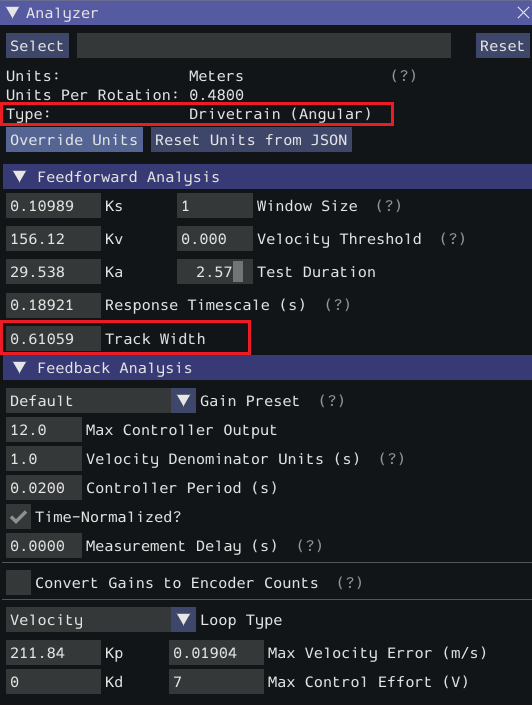 Analyzer
Select Reset
Units: Meters (?)
Units Per Rotation: 0.4800
Type: Drivetrain (Angular)
Override Units Reset Units from JSON
Feedforward Analysis
0.10989 Ks 1 Window Size (?)
156.12 Kv 0.000 Velocity Threshold (?)
29.538 Ka 2.57 Test Duration
0.18921 Response Timescale (s) (?)
0.61059 Track Width
Feedback Analysis
Default Gain Preset (?)
12.0 Max Controller Output
1.0 Velocity Denominator Units (s) (?)
0.0200 Controller Period (s)
Time-Normalized?
0.0000 Measurement Delay (s) (?)
Convert Gains to Encoder Counts (?)
Velocity Loop Type
211.84 Kp 0.01904 Max Velocity Error (m/s)
0 Kd 7 Max Control Effort (V)